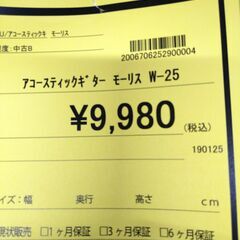 U/アコースティックキ モーリス
程度:中古B
2006706252900004
アコースティックギター モーリス W-25
¥9,980
(税込)
190125
イズ:幅 奥行 高さ cm
現状販売 1ヶ月保証 3ヶ月保証 6ヶ月保証